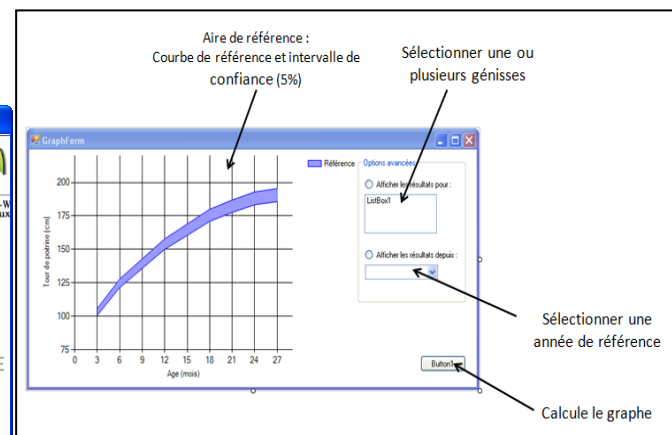 Aire de référence :
Courbe de référence et intervalle de
confiance (5%)
Sélectionner une ou
plusieurs génisses
GraphForm
Référence
Options avancées
Afficher les résultats pour :
ListBox1
Afficher les résultats depuis :
Tour de poitrine (cm)
200
175
150
125
100
75
0 3 6 9 12 15 18 21 24 27
Age (mois)
Button1
Sélectionner une
année de référence
Calcule le graphe